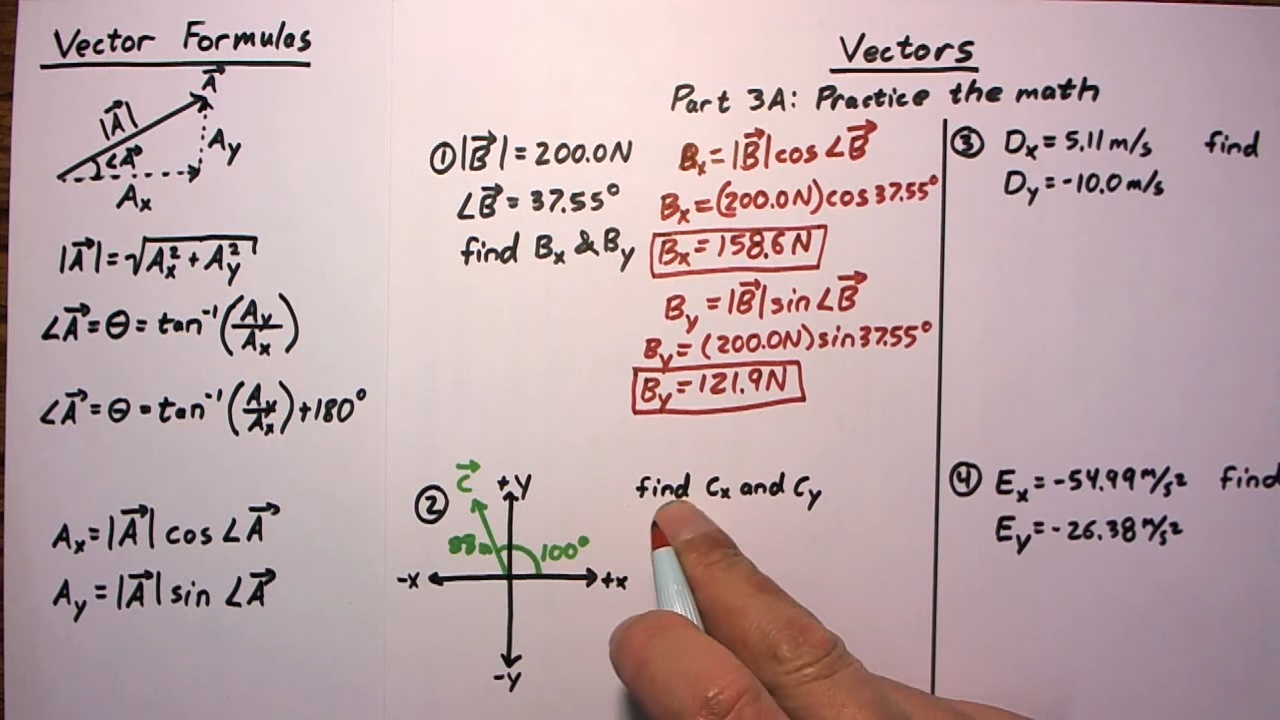 Vector Formulas
A⃗
|A⃗|
∠A⃗
Ay
Ax
|A⃗| = √(Ax² + Ay²)
∠A⃗ = θ = tan⁻¹(Ay/Ax)
∠A⃗ = θ = tan⁻¹(Ay/Ax) + 180°
Ax = |A⃗| cos ∠A⃗
Ay = |A⃗| sin ∠A⃗
Vectors
Part 3A: Practice the math
① |B⃗| = 200.0N
∠B⃗ = 37.55°
find Bx & By
Bx = |B⃗| cos ∠B⃗
Bx = (200.0N) cos 37.55°
Bx = 158.6N
By = |B⃗| sin ∠B⃗
By = (200.0N) sin 37.55°
By = 121.9N
②
C⃗
+y
88m
100°
-x
+x
-y
find Cx and Cy
③ Dx = 5.11 m/s find
Dy = -10.0 m/s
④ Ex = -54.99 m/s² find
Ey = -26.38 m/s²